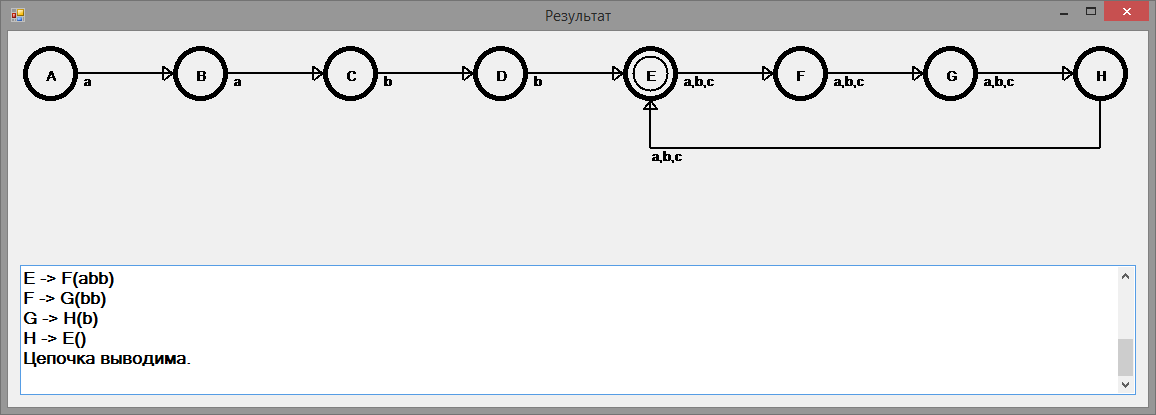 Результат
A B C D E F G H
a a b b a,b,c a,b,c a,b,c
a,b,c
E -> F(abb)
F -> G(bb)
G -> H(b)
H -> E()
Цепочка выводима.